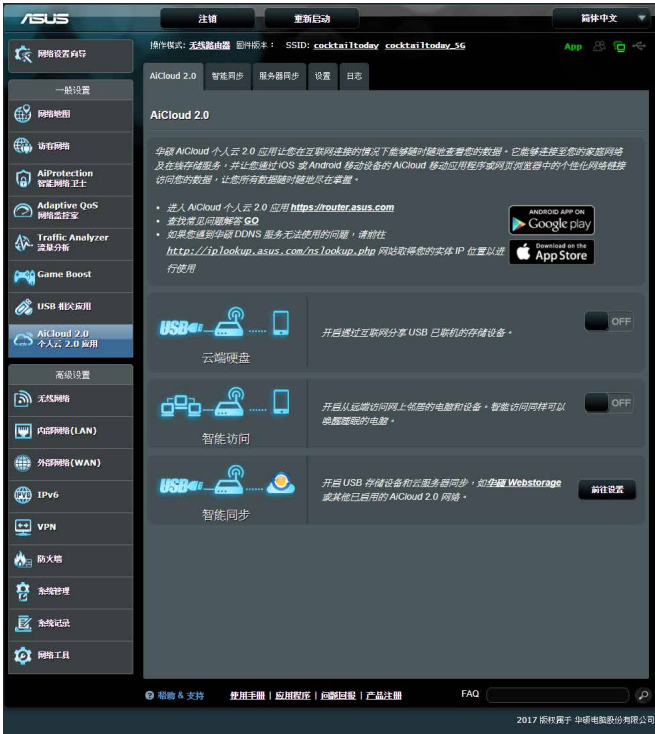 ASUS
注销
重新启动
简体中文
操作模式: 无线路由器 固件版本: SSID: cocktailtoday cocktailtoday_5G
App
网络设置向导
一般设置
网络地图
访客网络
AiProtection
智能网络卫士
Adaptive QoS
网络监控家
Traffic Analyzer
流量分析
Game Boost
USB 相关应用
AiCloud 2.0
个人云 2.0 应用
高级设置
无线网络
内部网络(LAN)
外部网络(WAN)
IPv6
VPN
防火墙
系统管理
系统记录
网络工具
AiCloud 2.0 智能同步 服务器同步 设置 日志
AiCloud 2.0
华硕 AiCloud 个人云 2.0 应用让您在互联网连接的情况下能够随时随地查看您的数据。它能够连接至您的家庭网络
及在线存储服务，并让您通过 iOS 或 Android 移动设备的 AiCloud 移动应用程序或网页浏览器中的个性化网络链接
访问您的数据，让您所有数据随时随地尽在掌握。
• 进入 AiCloud 个人云 2.0 应用 https://router.asus.com
• 查找常见问题解答 GO
• 如果您遇到华硕 DDNS 服务无法使用的问题，请前往
http://iplookup.asus.com/nslookup.php 网站取得您的实体 IP 位置以进
行使用
ANDROID APP ON
Google play
Download on the
App Store
USB
云端硬盘
开启通过互联网分享 USB 已联机的存储设备。
OFF
智能访问
开启从远端访问网上邻居的电脑和设备。智能访问同样可以
唤醒睡眠的电脑。
OFF
USB
智能同步
开启 USB 存储设备和云服务器同步，如华硕 Webstorage
或其他已启用的 AiCloud 2.0 网络。
前往设置
帮助 & 支持 使用手册 | 应用程序 | 问题回报 | 产品注册 FAQ
2017 版权属于 华硕电脑股份有限公司